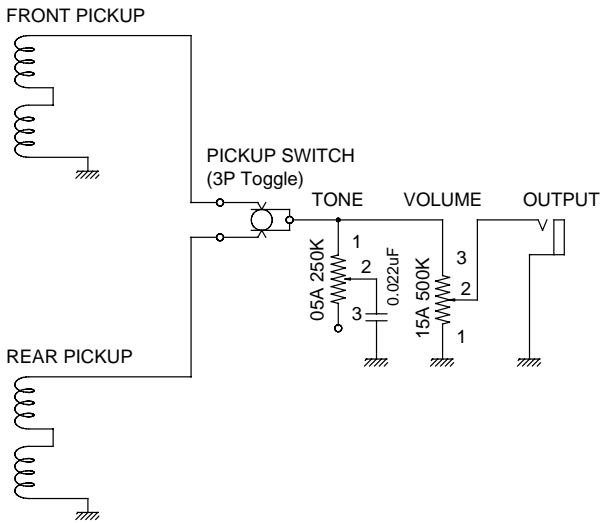 FRONT PICKUP
PICKUP SWITCH
(3P Toggle)
TONE
VOLUME
OUTPUT
1
2
3
05A 250K
0.022uF
3
2
1
15A 500K
REAR PICKUP